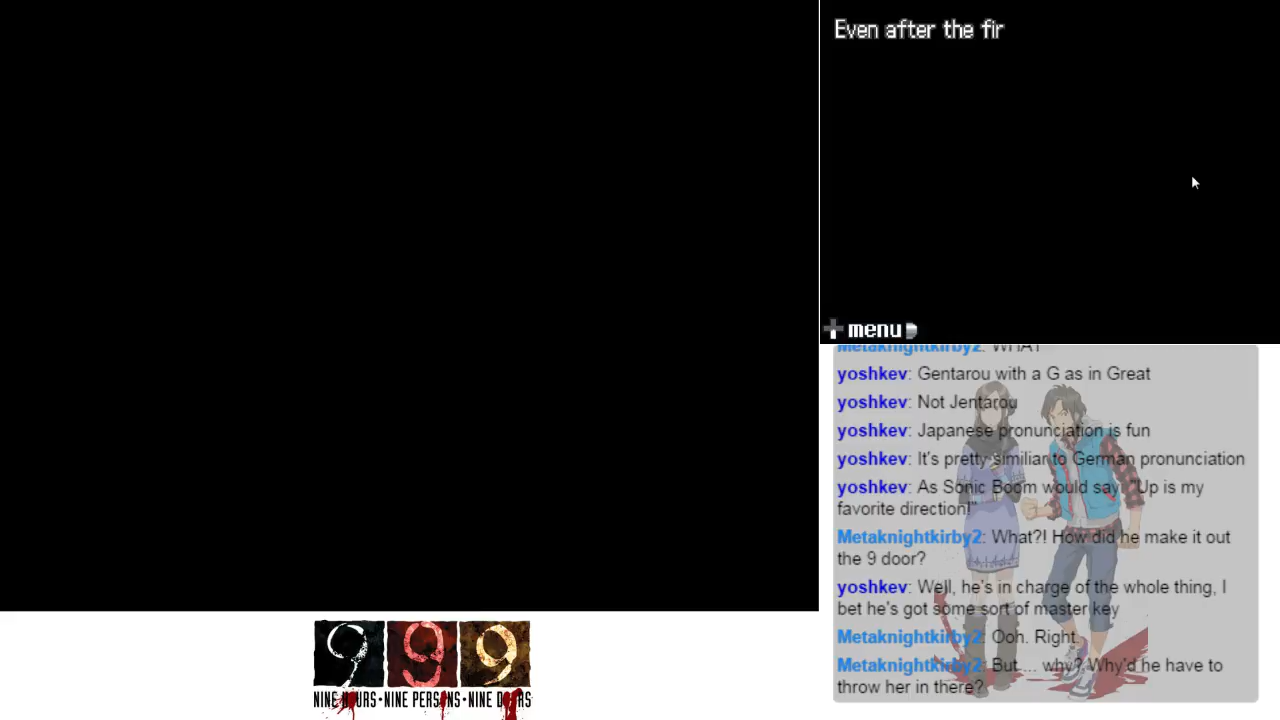 Even after the fir
menu
Metaknightkirby2: WHAT
yoshkev: Gentarou with a G as in Great
yoshkev: Not Jentarou
yoshkev: Japanese pronunciation is fun
yoshkev: It's pretty similian to German pronunciation
yoshkev: As Sonic Boom would say: "Up is my
favorite direction!"
Metaknightkirby2: What?! How did he make it out
the 9 door?
yoshkev: Well, he's in charge of the whole thing, I
bet he's got some sort of master key
Metaknightkirby2: Ooh. Right.
Metaknightkirby2: But ... why? Why'd he have to
throw her in there?
999
NINE HOURS • NINE PERSONS • NINE DOORS